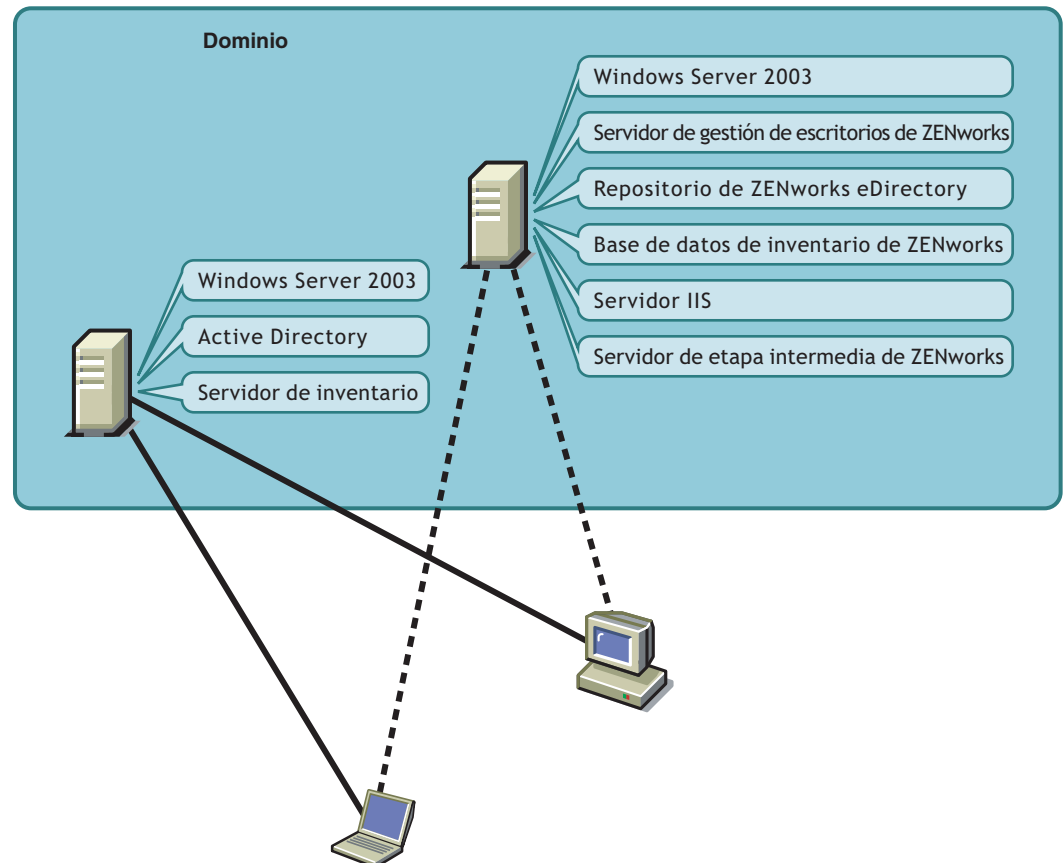 Dominio
Windows Server 2003
Servidor de gestión de escritorios de ZENworks
Repositorio de ZENworks eDirectory
Base de datos de inventario de ZENworks
Servidor IIS
Servidor de etapa intermedia de ZENworks
Windows Server 2003
Active Directory
Servidor de inventario